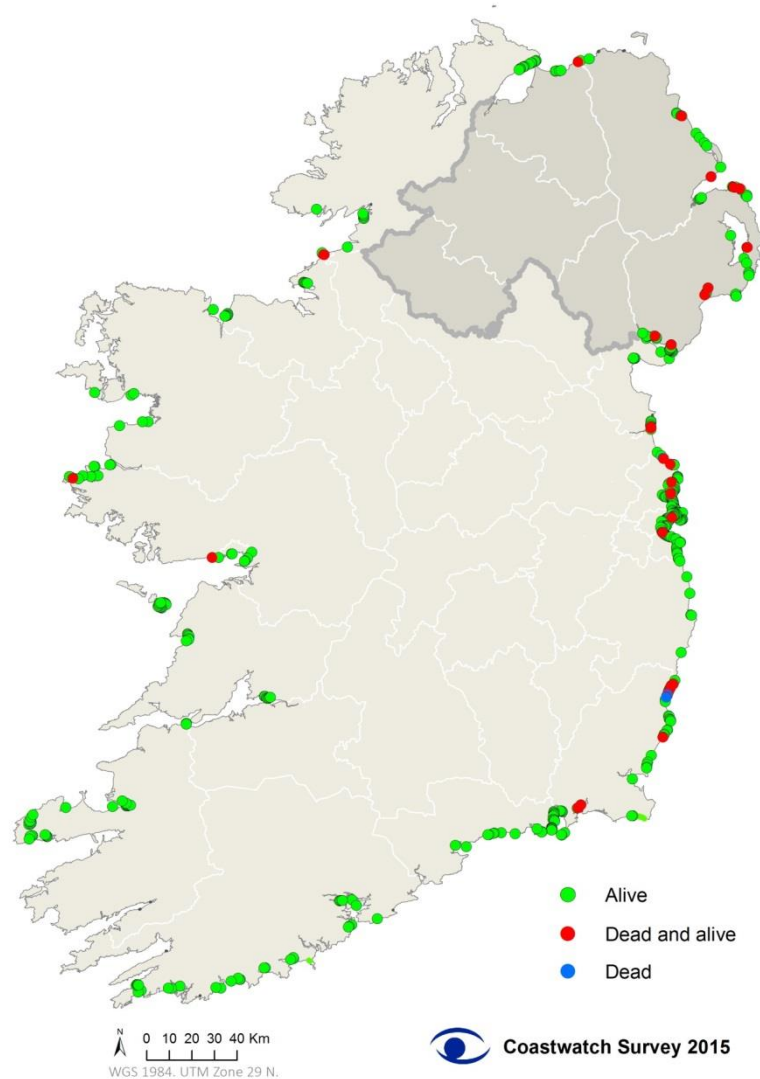 Alive
Dead and alive
Dead
N
0 10 20 30 40 Km
WGS 1984. UTM Zone 29 N.
Coastwatch Survey 2015